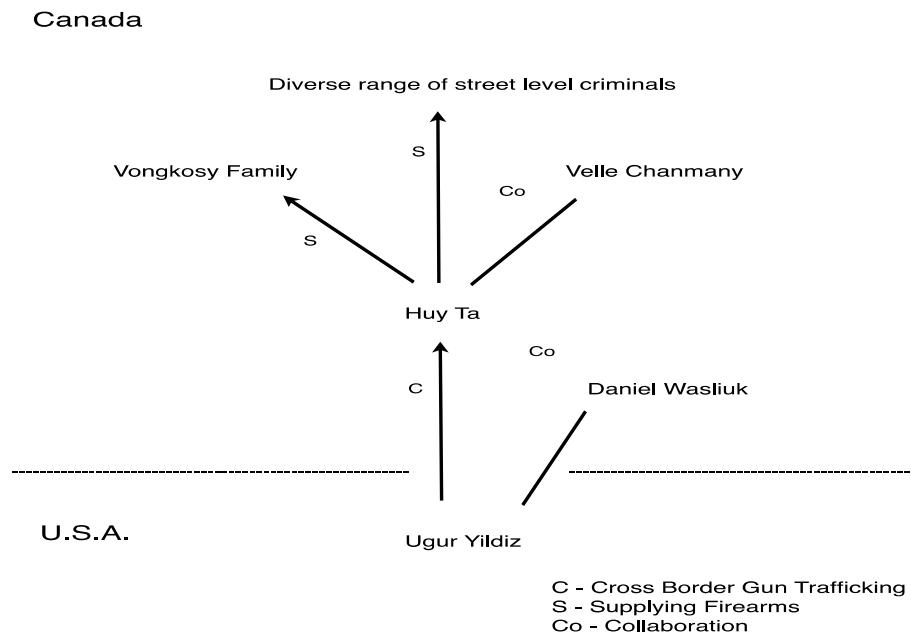 Canada
Diverse range of street level criminals
S
Vongkosy Family
Velle Chanmany
Co
S
Huy Ta
Co
C
Daniel Wasliuk
U.S.A.
Ugur Yildiz
C - Cross Border Gun Trafficking
S - Supplying Firearms
Co - Collaboration